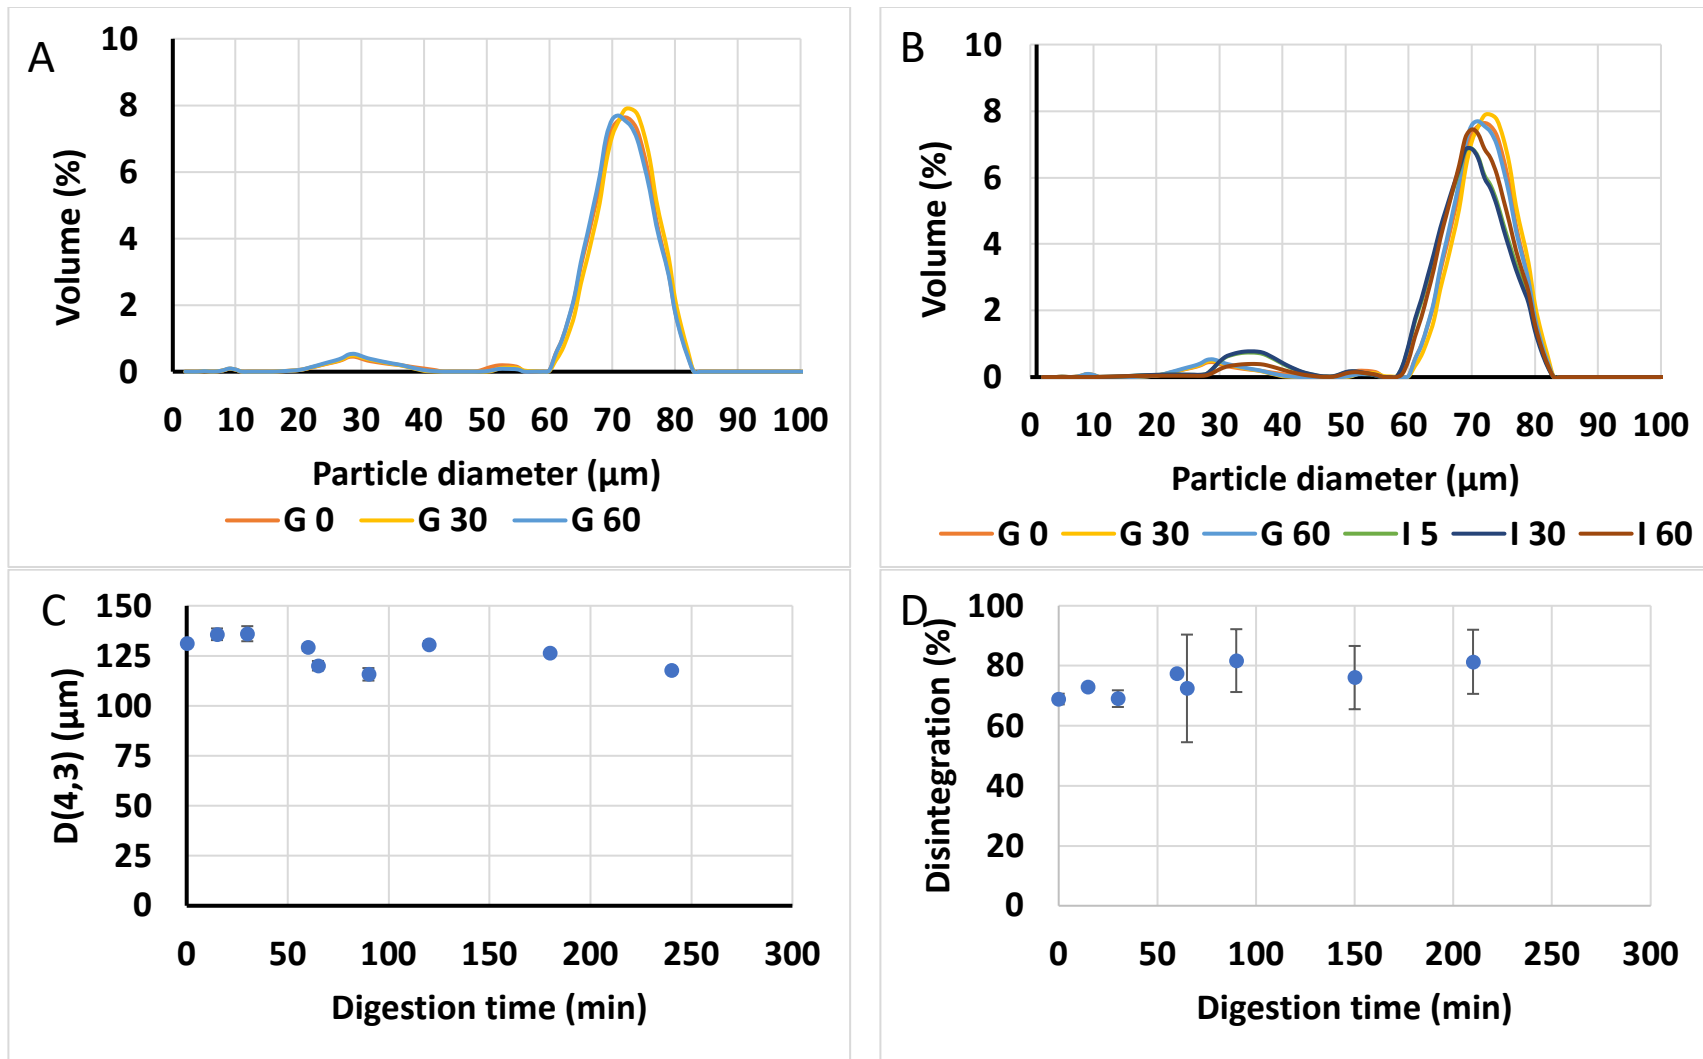 A
Volume (%)
10
8
6
4
2
0
0 10 20 30 40 50 60 70 80 90 100
Particle diameter (μm)
G 0 G 30 G 60
B
Volume (%)
10
8
6
4
2
0
0 10 20 30 40 50 60 70 80 90 100
Particle diameter (μm)
G 0 G 30 G 60 I 5 I 30 I 60
C
D(4,3) (μm)
150
125
100
75
50
25
0
0 50 100 150 200 250 300
Digestion time (min)
D
Disintegration (%)
100
80
60
40
20
0
0 50 100 150 200 250 300
Digestion time (min)